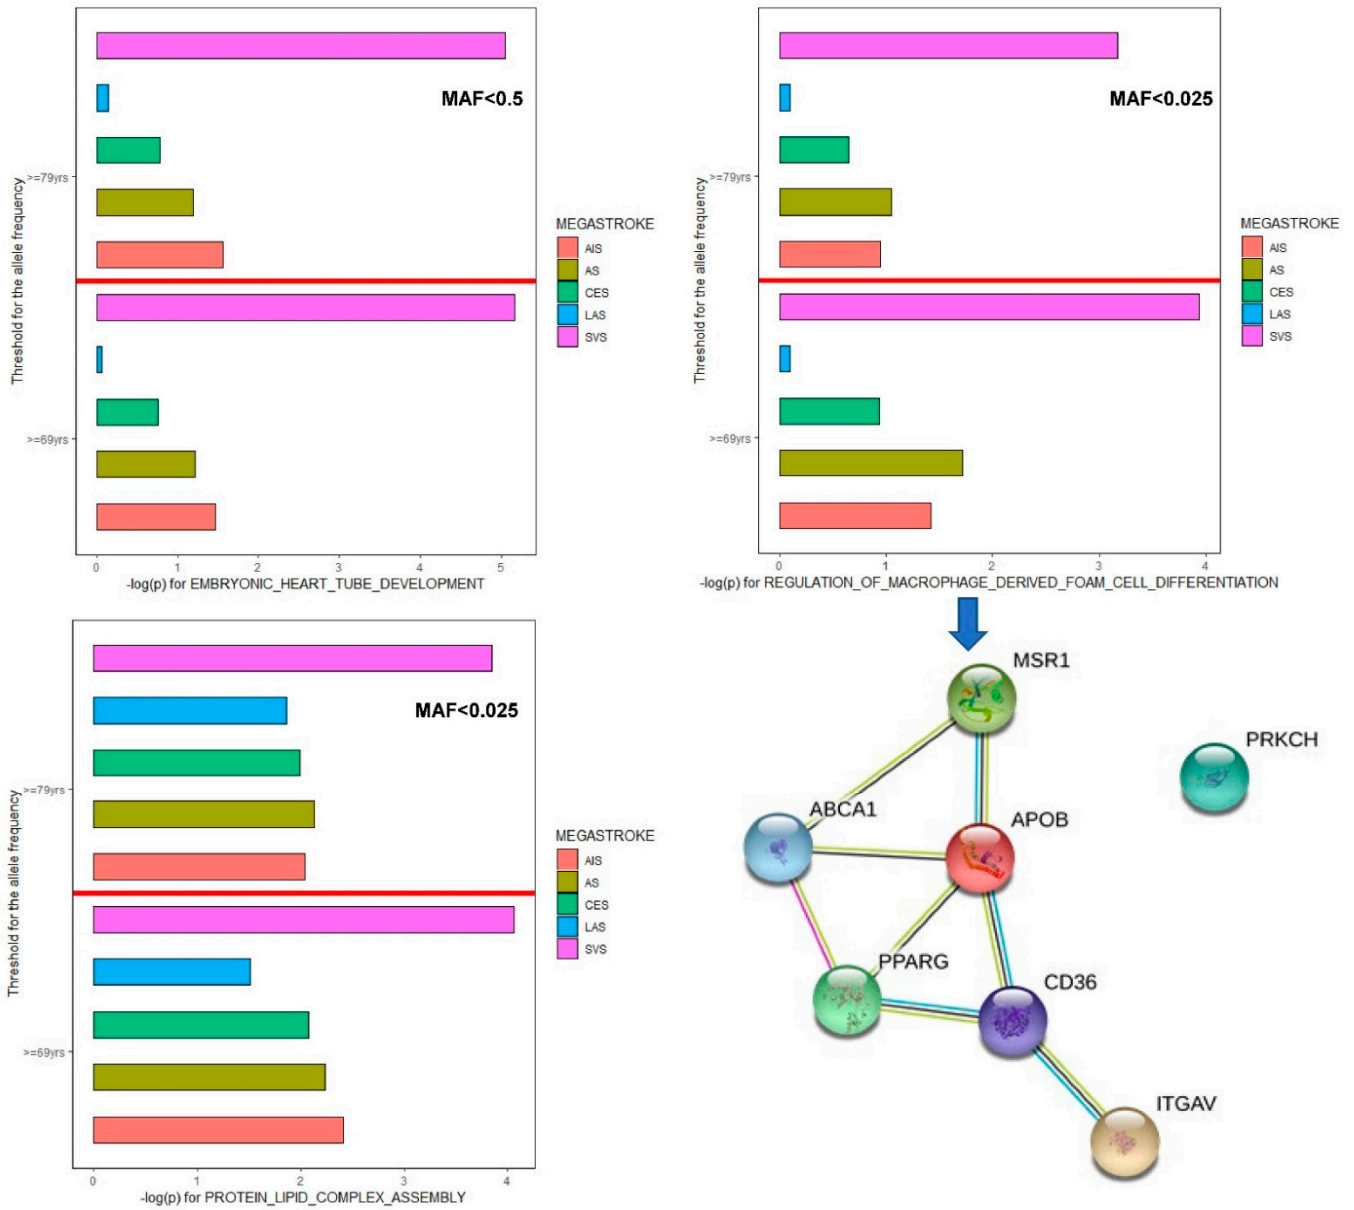 MAF<0.5
Threshold for the allele frequency
>=79yrs
>=69yrs
0 1 2 3 4 5
-log(p) for EMBRYONIC_HEART_TUBE_DEVELOPMENT
MEGASTROKE
AIS
AS
CES
LAS
SVS
MAF<0.025
Threshold for the allele frequency
>=79yrs
>=69yrs
0 1 2 3 4
-log(p) for REGULATION_OF_MACROPHAGE_DERIVED_FOAM_CELL_DIFFERENTIATION
MEGASTROKE
AIS
AS
CES
LAS
SVS
MAF<0.025
Threshold for the allele frequency
>=79yrs
>=69yrs
0 1 2 3 4
-log(p) for PROTEIN_LIPID_COMPLEX_ASSEMBLY
MEGASTROKE
AIS
AS
CES
LAS
SVS
MSR1
PRKCH
ABCA1
APOB
PPARG
CD36
ITGAV